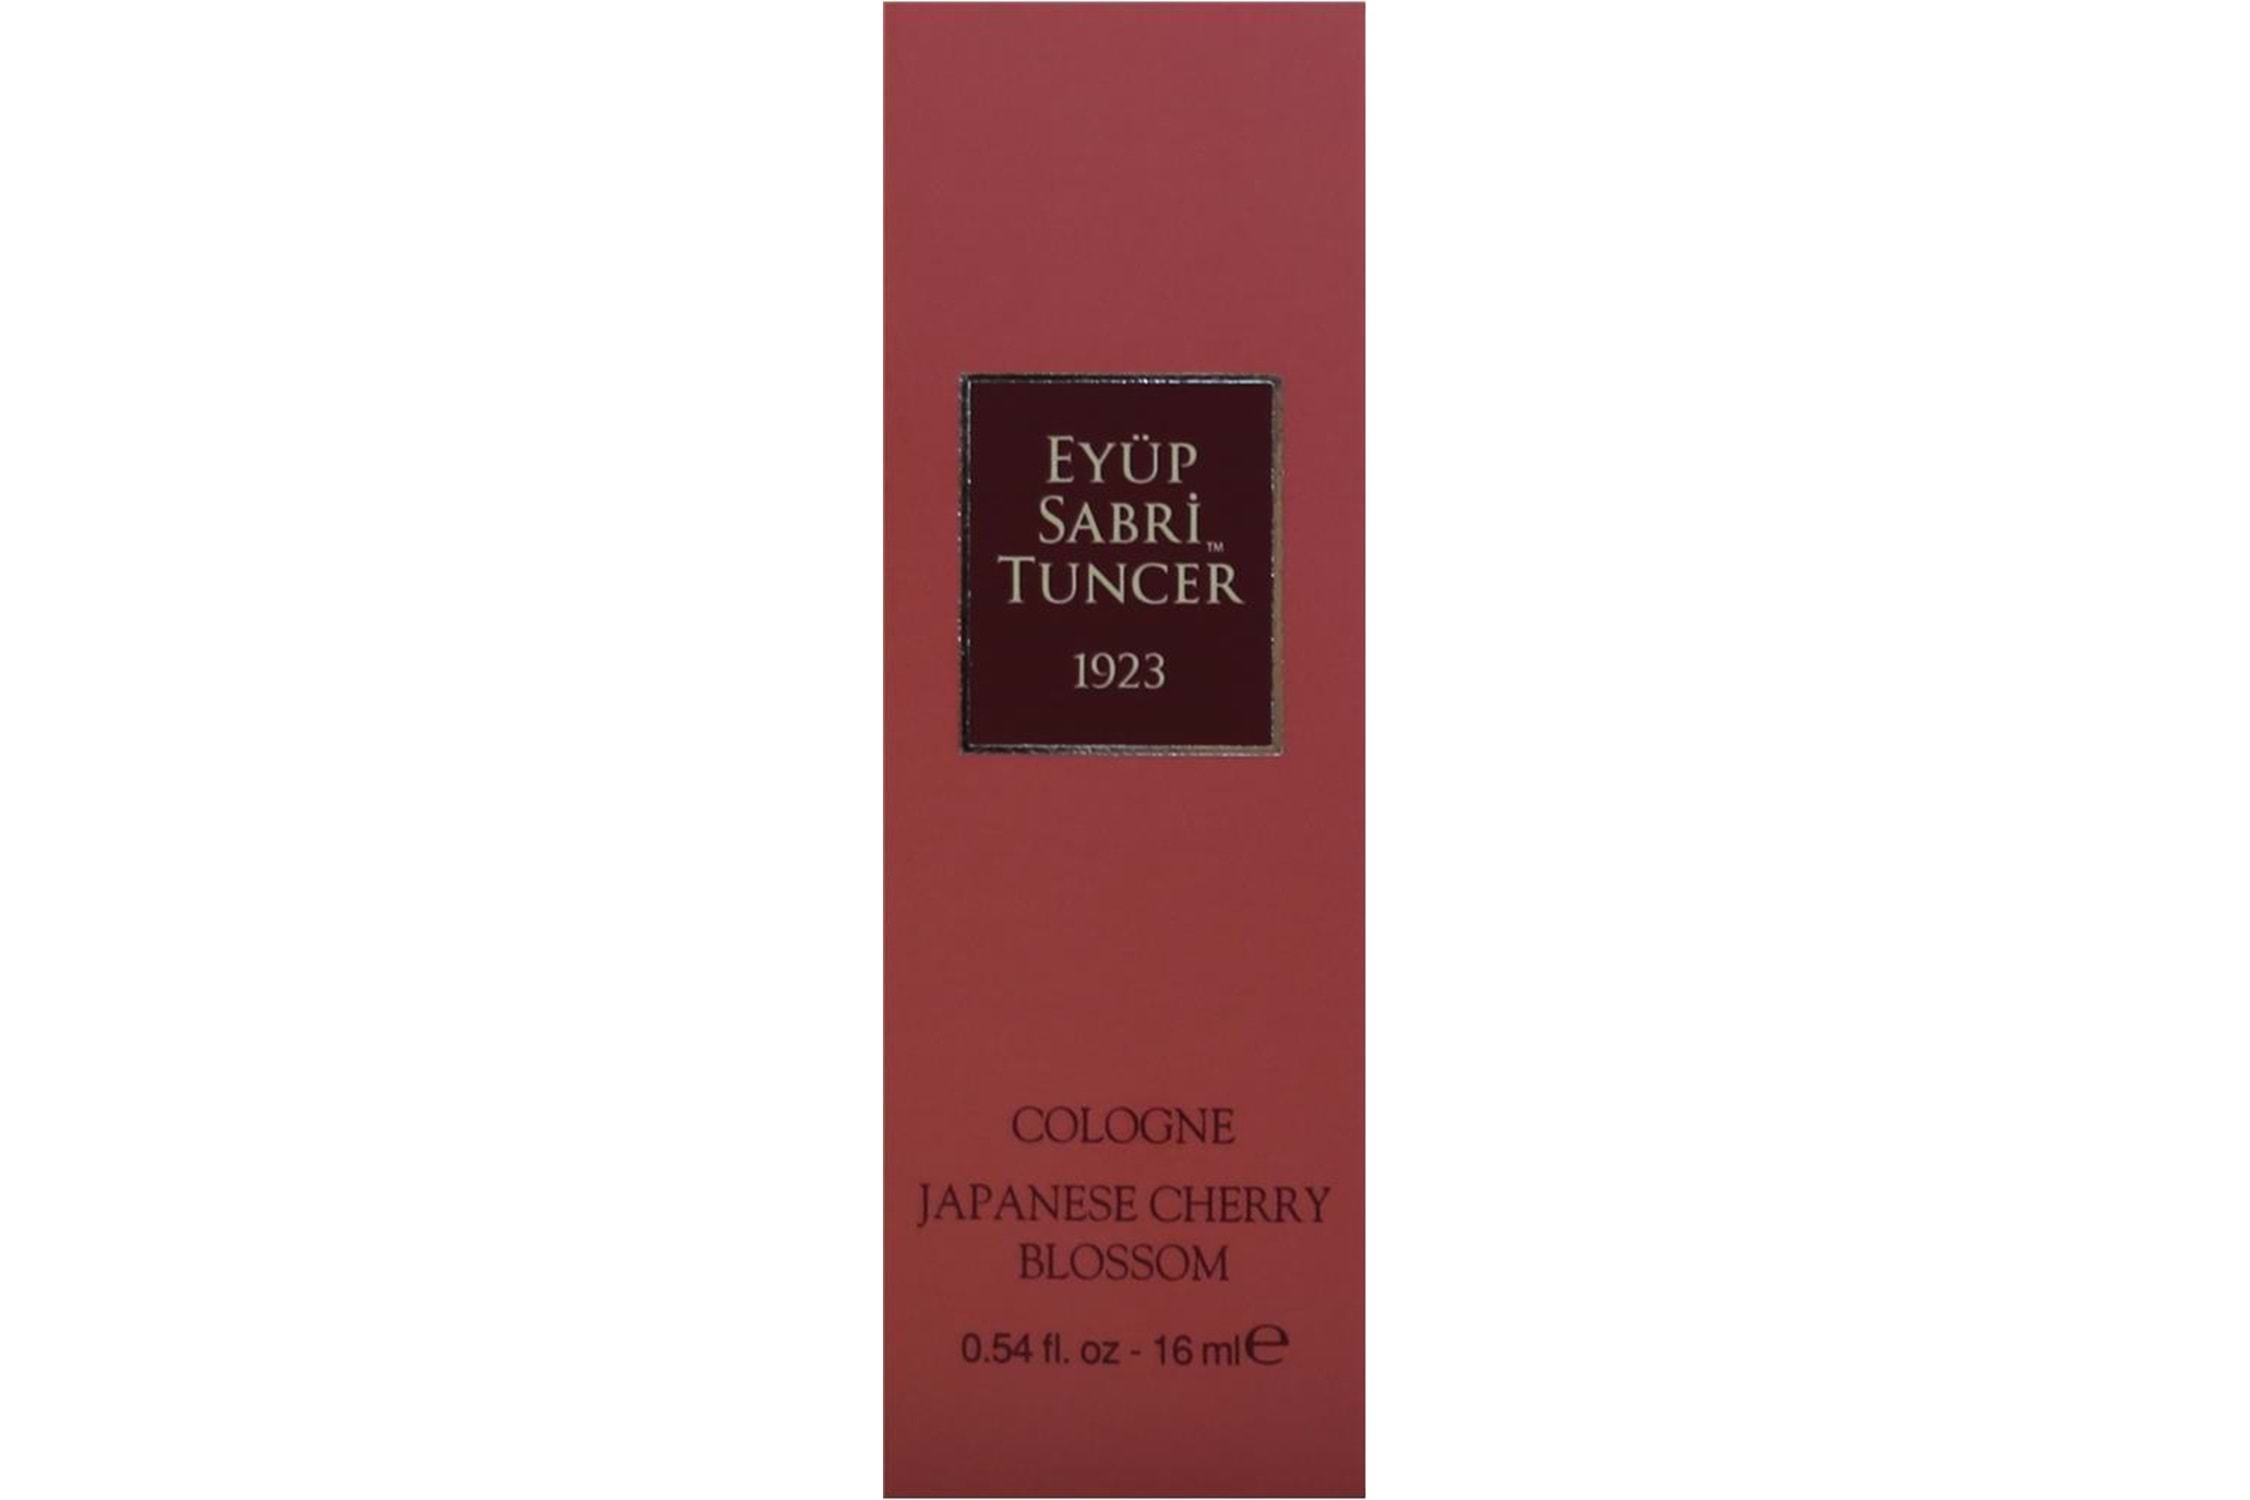 EYÜP
SABRİ™
TUNCER
1923
COLOGNE
JAPANESE CHERRY
BLOSSOM
0.54 fl. oz - 16 ml ℮